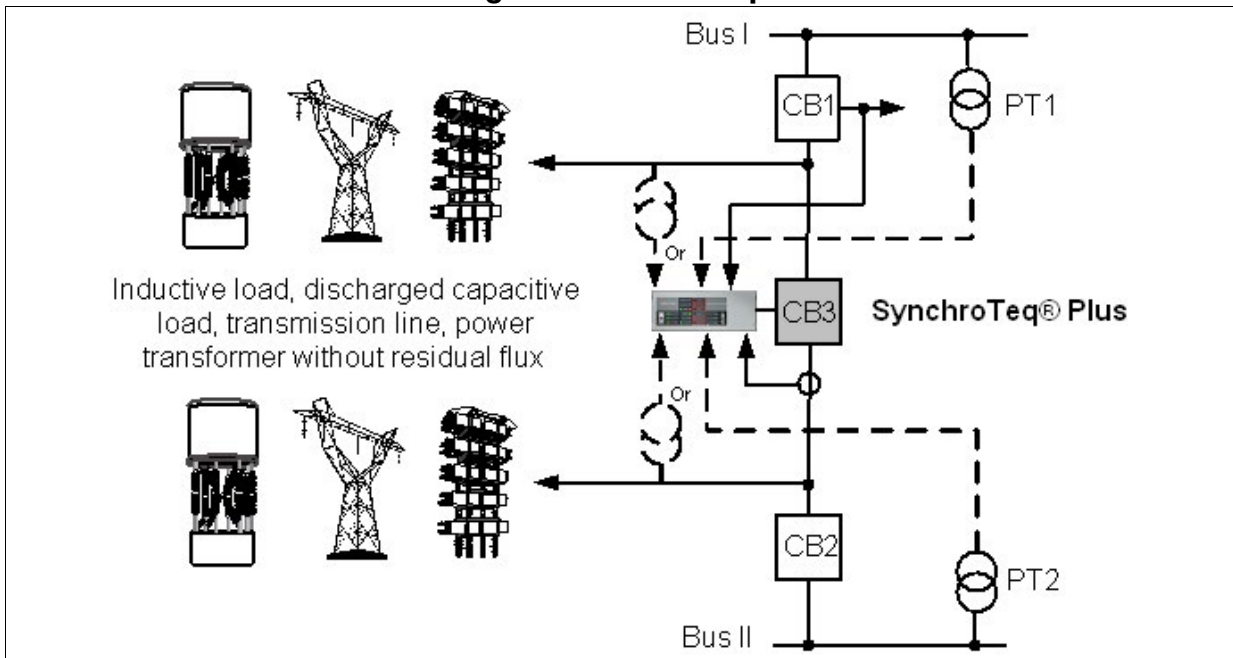 Bus I
CB1
PT1
Or
Inductive load, discharged capacitive
load, transmission line, power
transformer without residual flux
CB3
SynchroTeq® Plus
Or
CB2
PT2
Bus II